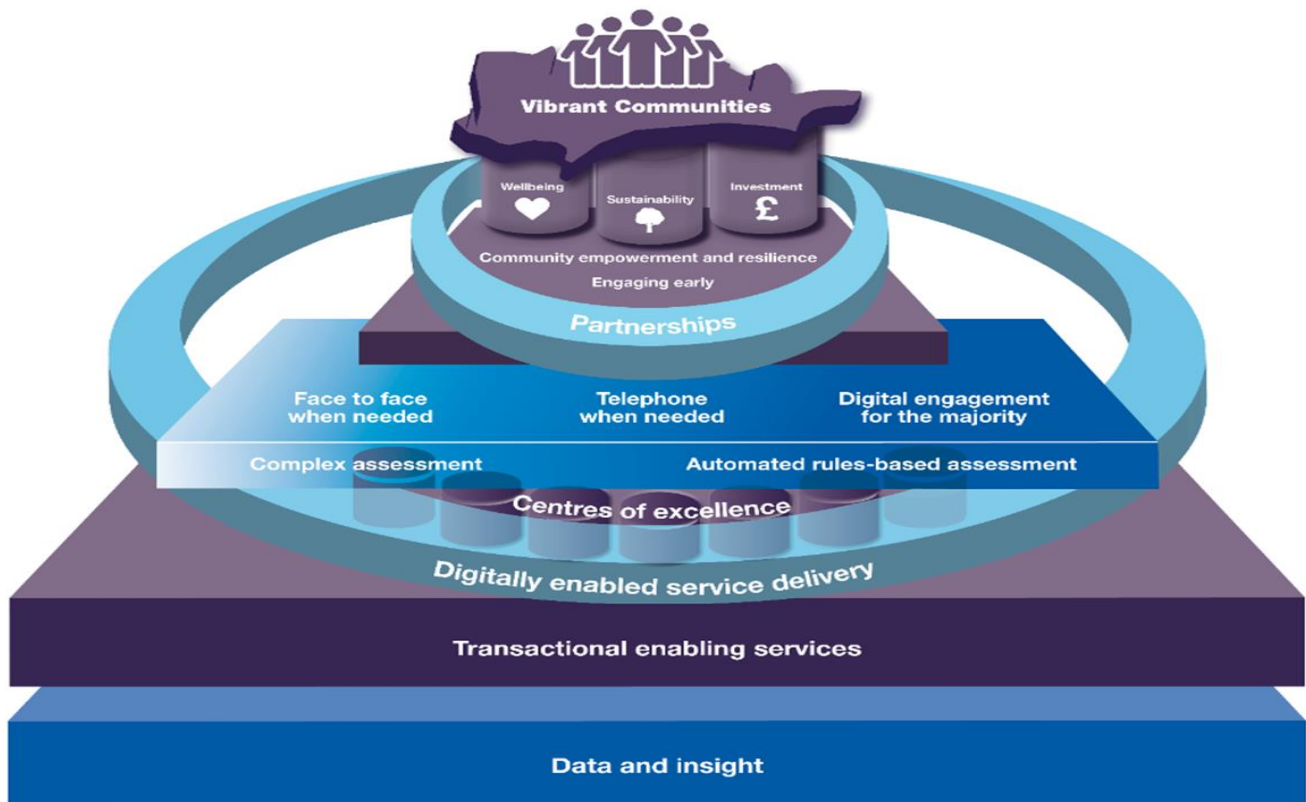 Vibrant Communities
Wellbeing
Sustainability
Investment
£
Community empowerment and resilience
Engaging early
Partnerships
Face to face
when needed
Telephone
when needed
Digital engagement
for the majority
Complex assessment
Automated rules-based assessment
Centres of excellence
Digitally enabled service delivery
Transactional enabling services
Data and insight